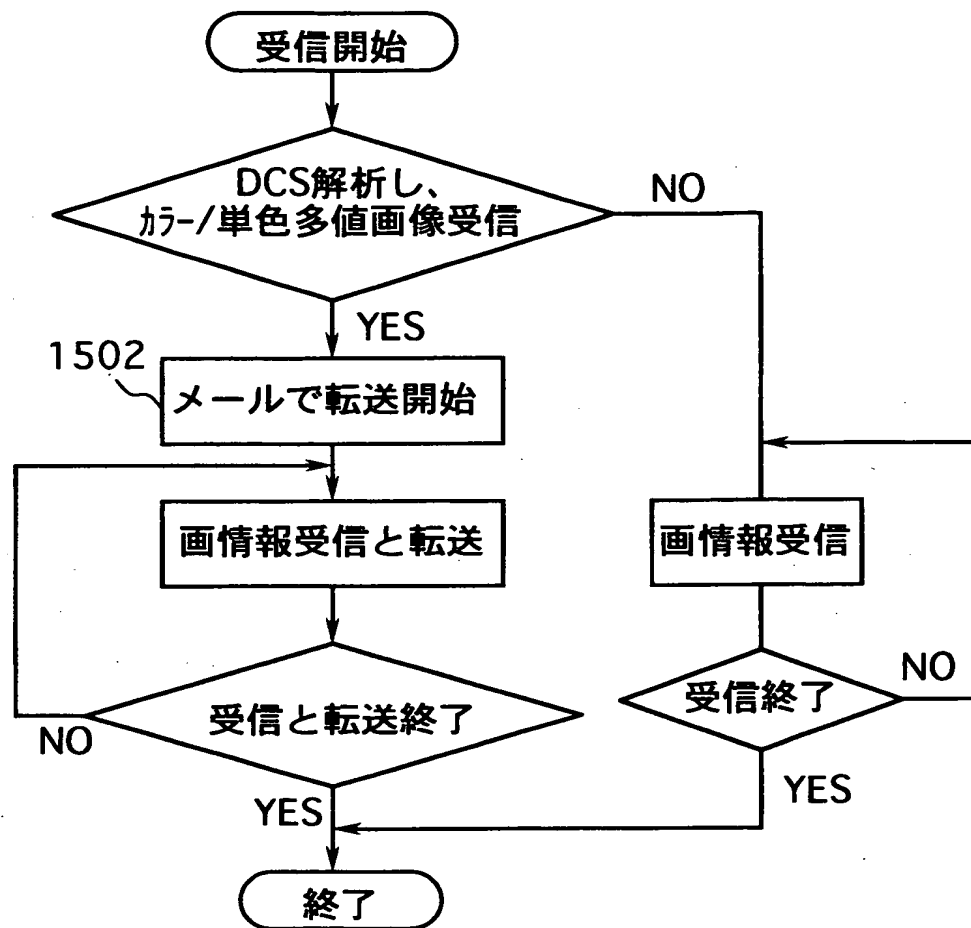 受信開始
DCS解析し、
カラー/単色多値画像受信
NO
YES
1502
メールで転送開始
画情報受信と転送
画情報受信
受信と転送終了
NO
受信終了
NO
YES
YES
終了